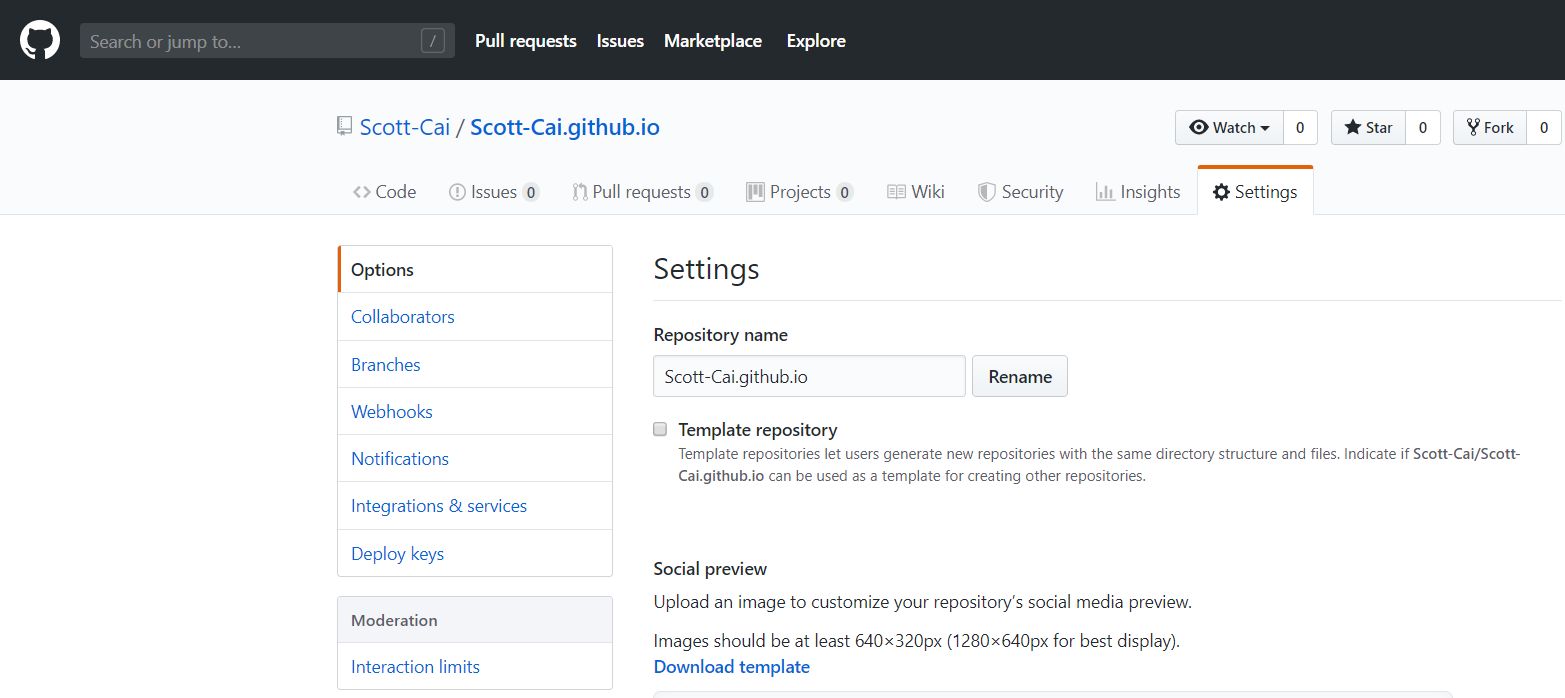 Search or jump to... /
Pull requests Issues Marketplace Explore
Scott-Cai / Scott-Cai.github.io
Watch 0 Star 0 Fork 0
Code Issues 0 Pull requests 0 Projects 0 Wiki Security Insights Settings
Options
Collaborators
Branches
Webhooks
Notifications
Integrations & services
Deploy keys
Moderation
Interaction limits
Settings
Repository name
Scott-Cai.github.io Rename
Template repository
Template repositories let users generate new repositories with the same directory structure and files. Indicate if Scott-Cai/Scott-
Cai.github.io can be used as a template for creating other repositories.
Social preview
Upload an image to customize your repository’s social media preview.
Images should be at least 640×320px (1280×640px for best display).
Download template